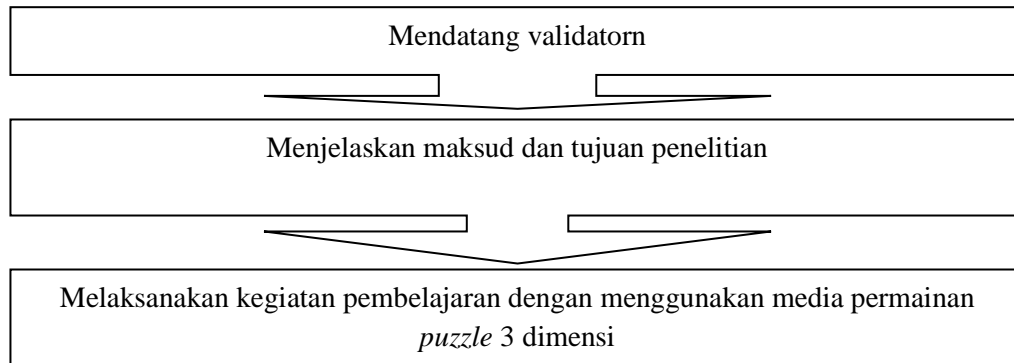 Mendatang validatorn
Menjelaskan maksud dan tujuan penelitian
Melaksanakan kegiatan pembelajaran dengan menggunakan media permainan
puzzle 3 dimensi